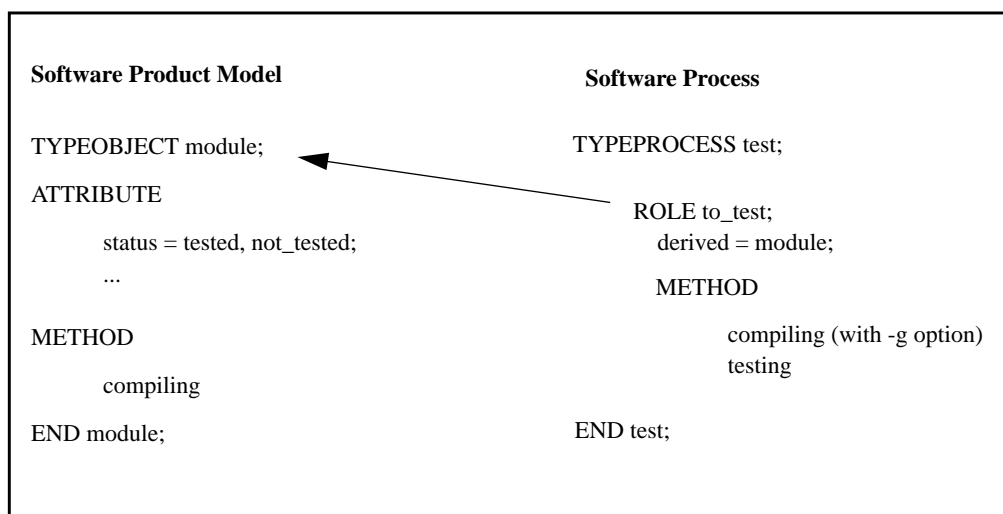 Software Product Model
TYPEOBJECT module;
ATTRIBUTE
status = tested, not_tested;
...
METHOD
compiling
END module;
Software Process
TYPEPROCESS test;
ROLE to_test;
derived = module;
METHOD
compiling (with -g option)
testing
END test;